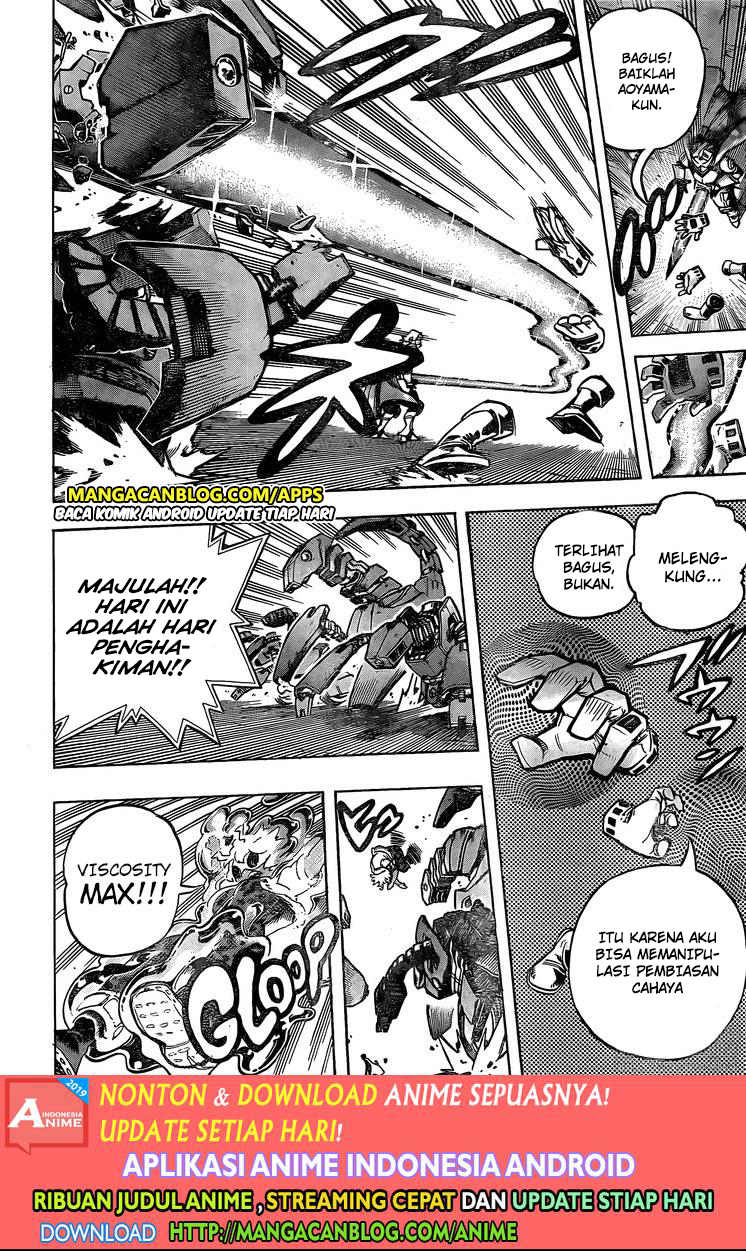 BAGUS!
BAIKLAH
AOYAMA-
KUN.
MANGACANBLOG.COM/APPS
BACA KOMIK ANDROID UPDATE TIAP HARI
MELENG-
KUNG...
TERLIHAT
BAGUS,
BUKAN.
MAJULAH!!
HARI INI
ADALAH HARI
PENGHA-
KIMAN!!
ITU KARENA AKU
BISA MEMANIPU-
LASI PEMBIASAN
CAHAYA
VISCOSITY
MAX!!!
GLOOP
2019
A INDONESIA
ANIME
NONTON & DOWNLOAD ANIME SEPUASNYA!
UPDATE SETIAP HARI!
APLIKASI ANIME INDONESIA ANDROID
RIBUAN JUDUL ANIME , STREAMING CEPAT DAN UPDATE STIAP HARI
DOWNLOAD HTTP://MANGACANBLOG.COM/ANIME